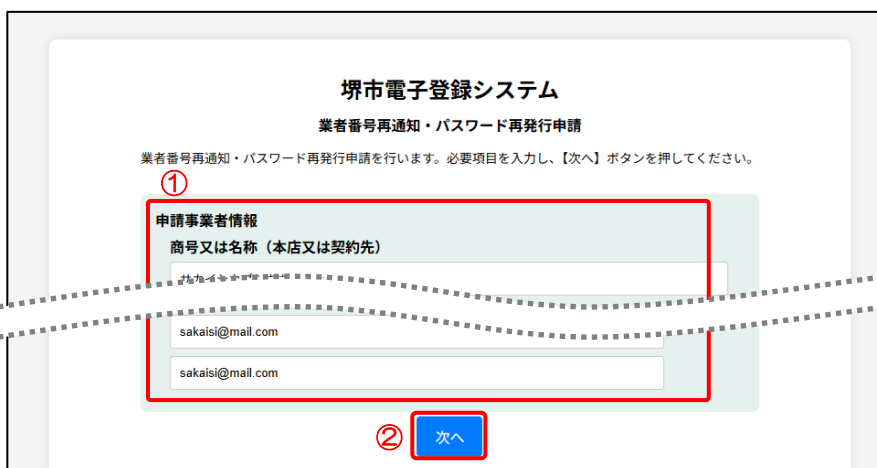 堺市電子登録システム
業者番号再通知・パスワード再発行申請
業者番号再通知・パスワード再発行申請を行います。必要項目を入力し、【次へ】ボタンを押してください。
①
申請事業者情報
商号又は名称（本店又は契約先）
sakaisi@mail.com
sakaisi@mail.com
② 次へ